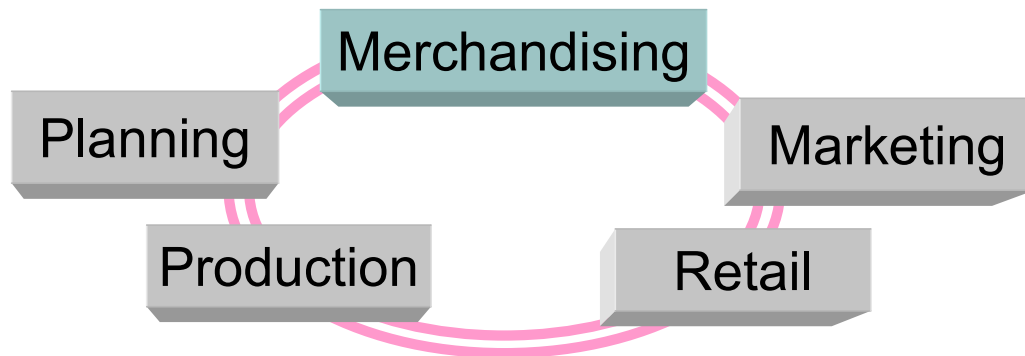 Merchandising
Planning
Marketing
Production
Retail